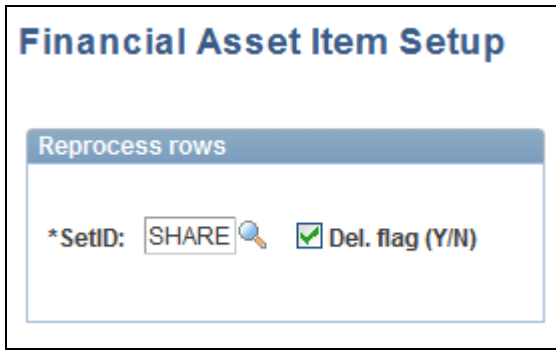 Financial Asset Item Setup
Reprocess rows
*SetID: SHARE Del. flag (Y/N)